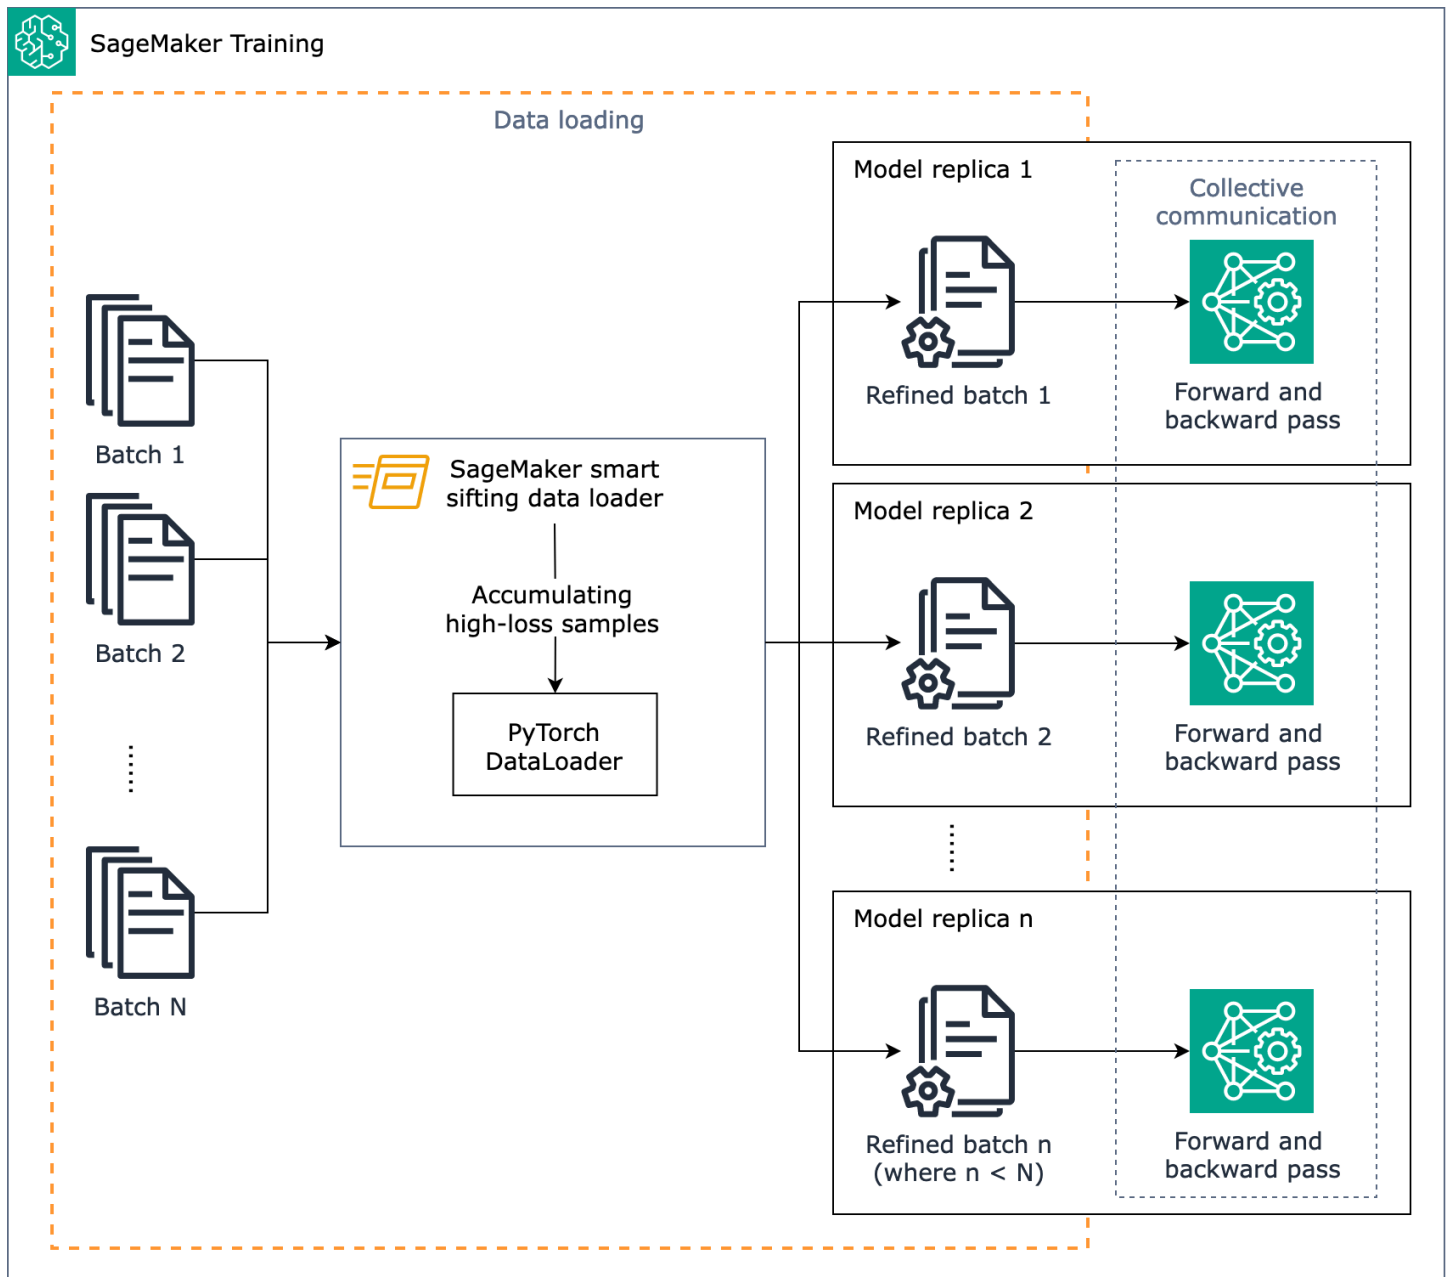 SageMaker Training
Data loading
Batch 1
Batch 2
Batch N
SageMaker smart
sifting data loader
Accumulating
high-loss samples
PyTorch
DataLoader
Model replica 1
Collective
communication
Refined batch 1
Forward and
backward pass
Model replica 2
Refined batch 2
Forward and
backward pass
Model replica n
Refined batch n
(where n < N)
Forward and
backward pass